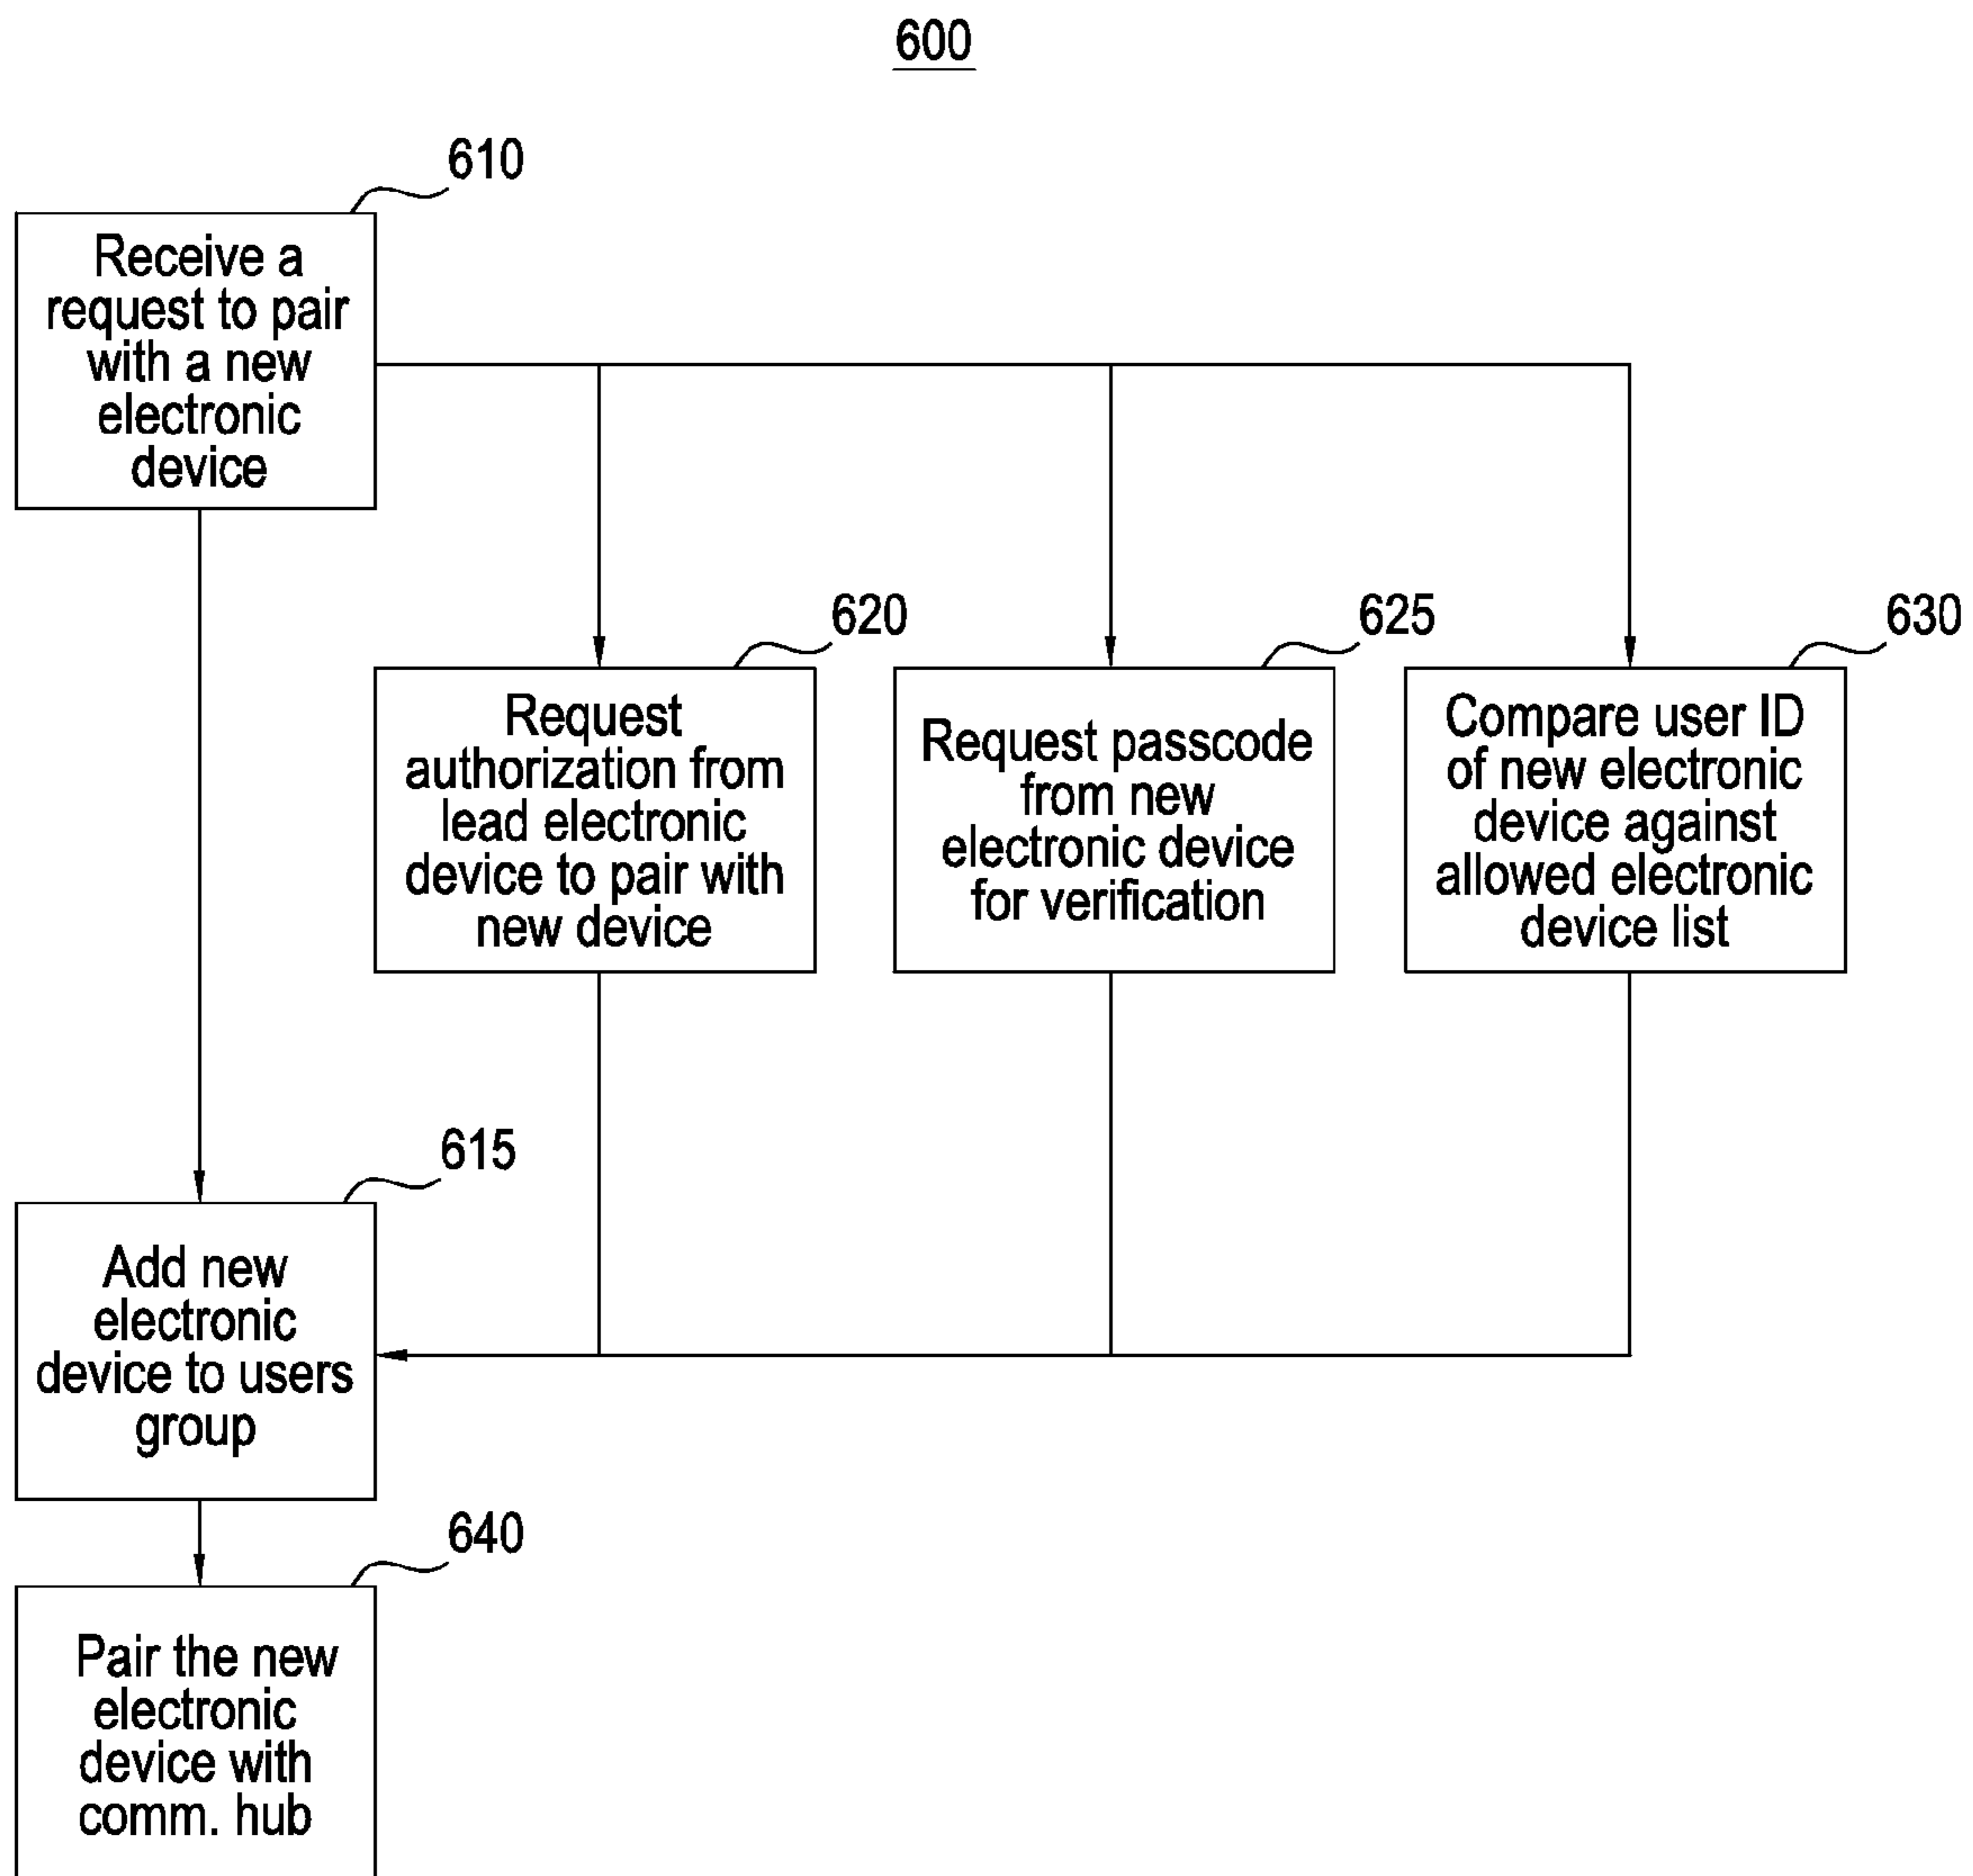 600
610
Receive a
request to pair
with a new
electronic
device
620
Request
authorization from
lead electronic
device to pair with
new device
625
Request passcode
from new
electronic device
for verification
630
Compare user ID
of new electronic
device against
allowed electronic
device list
615
Add new
electronic
device to users
group
640
Pair the new
electronic
device with
comm. hub